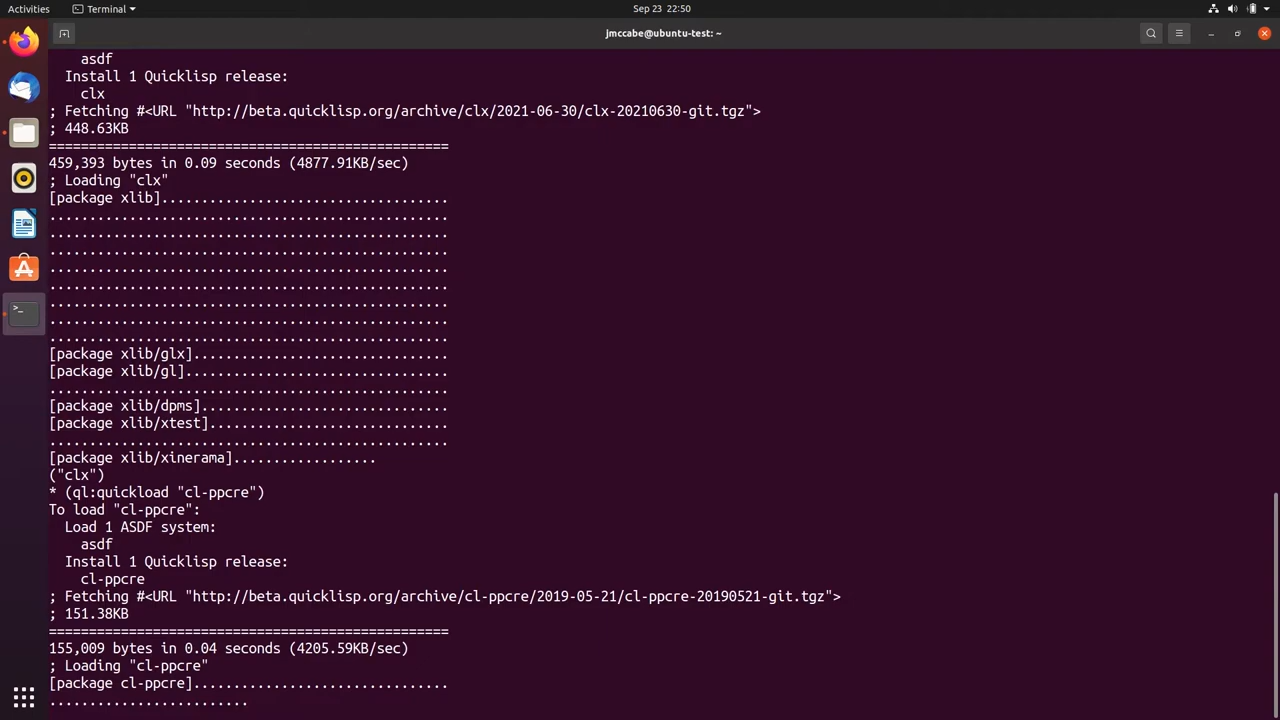 Activities
Terminal
Sep 23 22:50
jmccabe@ubuntu-test: ~
asdf
Install 1 Quicklisp release:
clx
; Fetching #<URL "http://beta.quicklisp.org/archive/clx/2021-06-30/clx-20210630-git.tgz">
; 448.63KB
==================================================
459,393 bytes in 0.09 seconds (4877.91KB/sec)
; Loading "clx"
[package xlib]....................................
..................................................
..................................................
..................................................
..................................................
..................................................
..................................................
..................................................
..................................................
[package xlib/glx]................................
[package xlib/gl].................................
..................................................
[package xlib/dpms]...............................
[package xlib/xtest]..............................
..................................................
[package xlib/xinerama]..................
("clx")
* (ql:quickload "cl-ppcre")
To load "cl-ppcre":
Load 1 ASDF system:
asdf
Install 1 Quicklisp release:
cl-ppcre
; Fetching #<URL "http://beta.quicklisp.org/archive/cl-ppcre/2019-05-21/cl-ppcre-20190521-git.tgz">
; 151.38KB
==================================================
155,009 bytes in 0.04 seconds (4205.59KB/sec)
; Loading "cl-ppcre"
[package cl-ppcre]................................
.........................